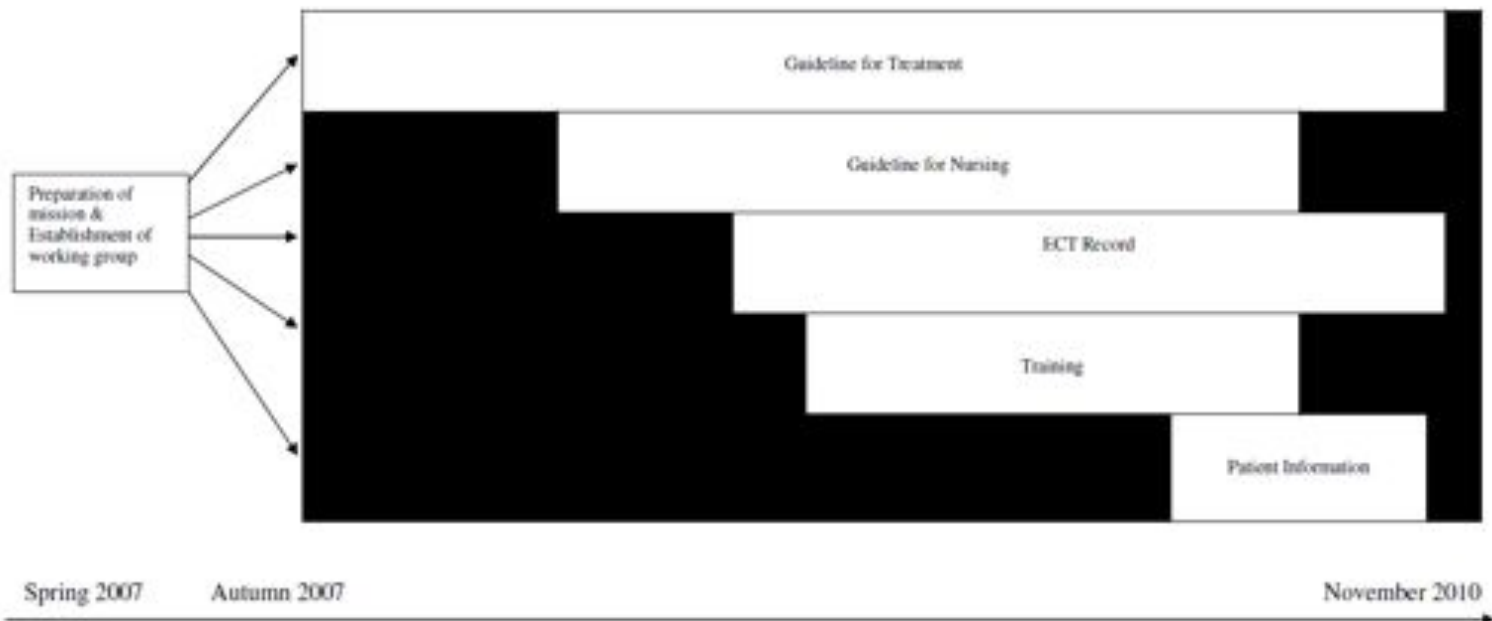 Guideline for Treatment
Guideline for Nursing
Preparation of
mission &
Establishment of
working group
ECT Record
Training
Patient Information
Spring 2007
Autumn 2007
November 2010